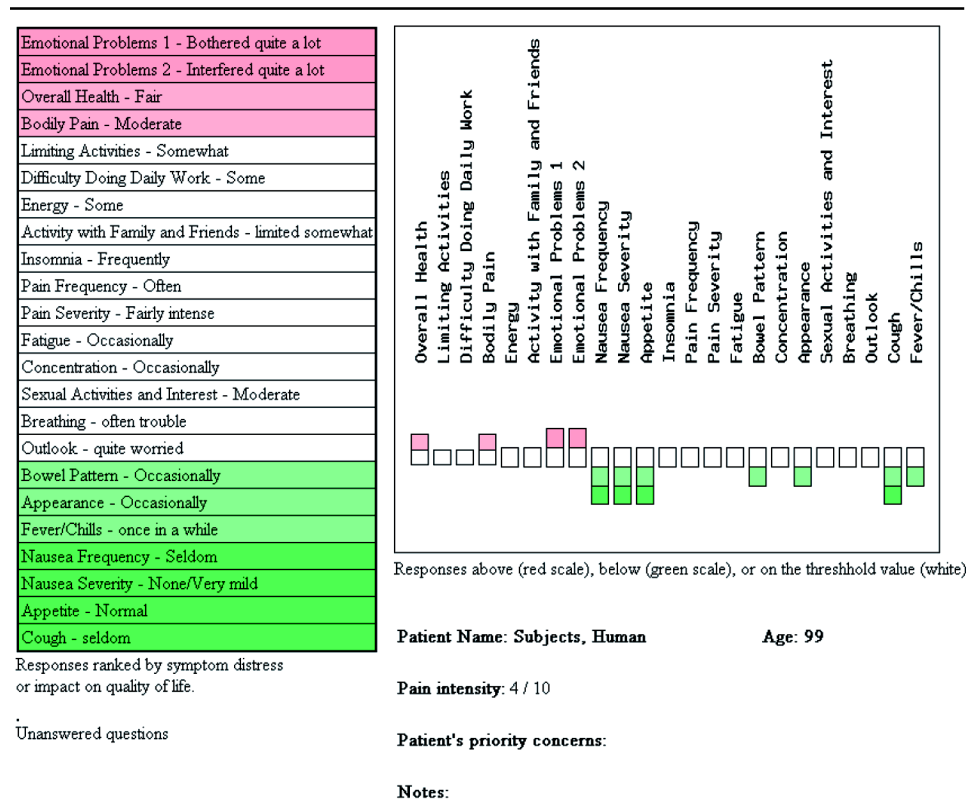 Emotional Problems 1 - Bothered quite a lot
Emotional Problems 2 - Interfered quite a lot
Overall Health - Fair
Bodily Pain - Moderate
Limiting Activities - Somewhat
Difficulty Doing Daily Work - Some
Energy - Some
Activity with Family and Friends - limited somewhat
Insomnia - Frequently
Pain Frequency - Often
Pain Severity - Fairly intense
Fatigue - Occasionally
Concentration - Occasionally
Sexual Activities and Interest - Moderate
Breathing - often trouble
Outlook - quite worried
Bowel Pattern - Occasionally
Appearance - Occasionally
Fever/Chills - once in a while
Nausea Frequency - Seldom
Nausea Severity - None/Very mild
Appetite - Normal
Cough - seldom
Responses ranked by symptom distress
or impact on quality of life.
.
Unanswered questions
Overall Health
Limiting Activities
Difficulty Doing Daily Work
Bodily Pain
Energy
Activity with Family and Friends
Emotional Problems 1
Emotional Problems 2
Nausea Frequency
Nausea Severity
Appetite
Insomnia
Pain Frequency
Pain Severity
Fatigue
Bowel Pattern
Concentration
Appearance
Sexual Activities and Interest
Breathing
Outlook
Cough
Fever/Chills
Responses above (red scale), below (green scale), or on the threshhold value (white)
Patient Name: Subjects, Human Age: 99
Pain intensity: 4 / 10
Patient's priority concerns:
Notes: